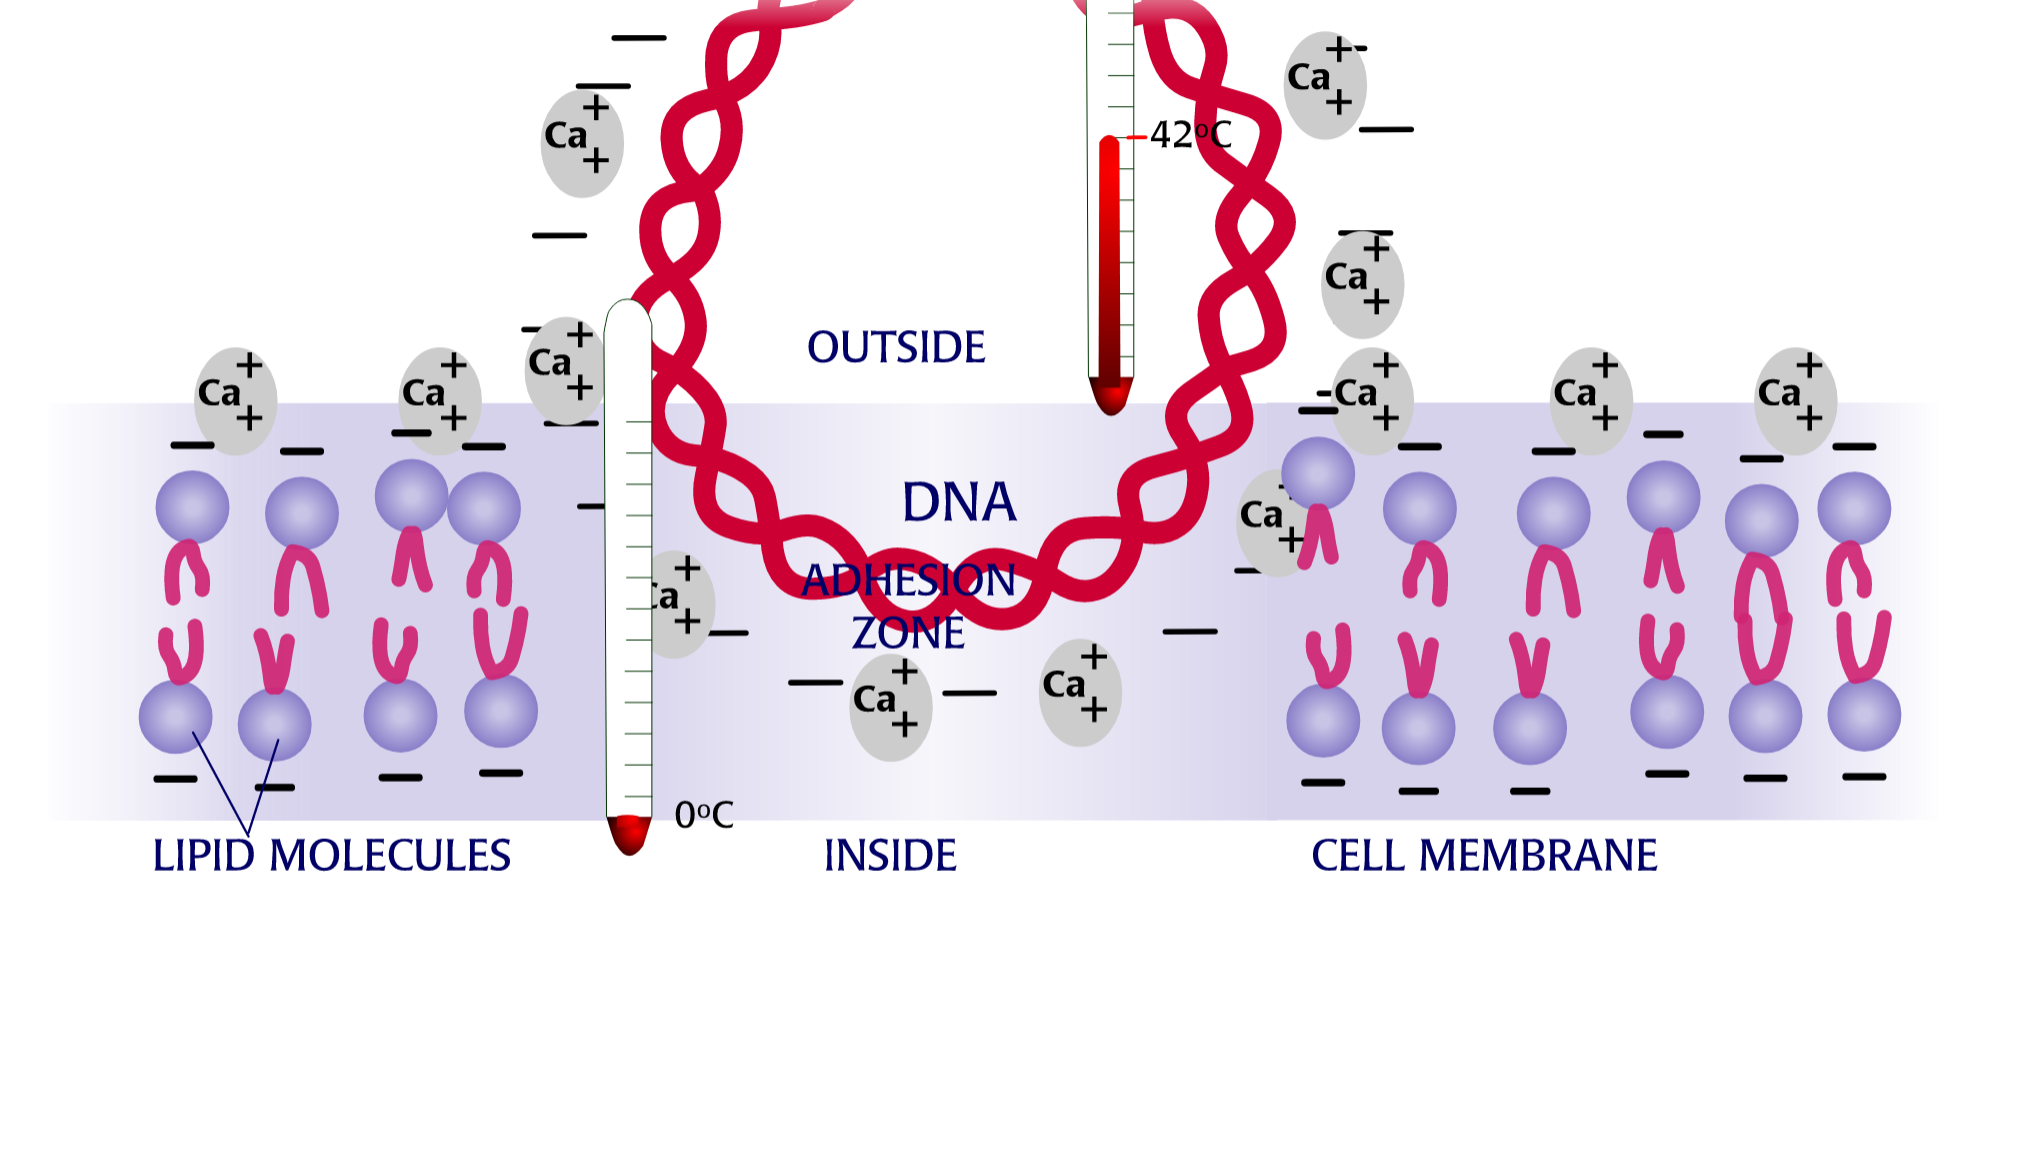 Ca
+
+
Ca
+
+
42°C
Ca
+
+
OUTSIDE
Ca
+
+
Ca
+
+
Ca
+
+
Ca
+
+
Ca
+
+
Ca
+
+
Ca
+
+
DNA
Ca
+
ADHESION
ZONE
Ca
+
+
Ca
+
+
Ca
+
+
0°C
LIPID MOLECULES
INSIDE
CELL MEMBRANE